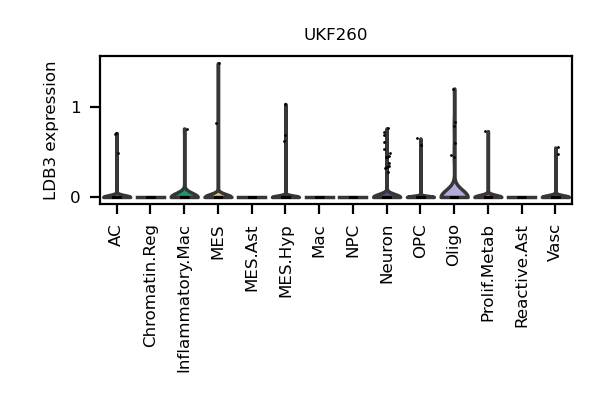 UKF260
LDB3 expression
1
0
AC
Chromatin.Reg
Inflammatory.Mac
MES
MES.Ast
MES.Hyp
Mac
NPC
Neuron
OPC
Oligo
Prolif.Metab
Reactive.Ast
Vasc